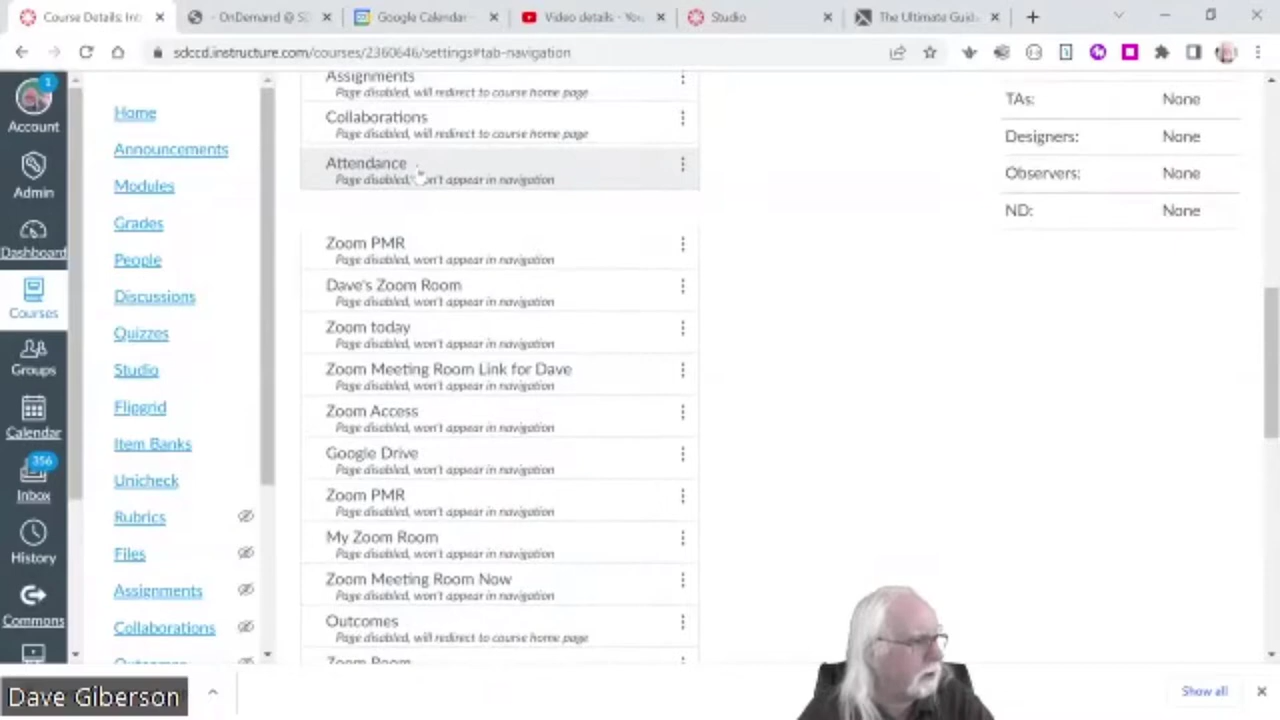 Course Details: Int
- OnDemand @ S
Google Calendar
Video details - You
Studio
The Ultimate Guid
sdccd.instructure.com/courses/2360646/settings#tab-navigation
1
Account
Admin
Dashboard
Courses
Groups
Calendar
356
Inbox
History
Commons
Home
Announcements
Modules
Grades
People
Discussions
Quizzes
Studio
Flipgrid
Item Banks
Unicheck
Rubrics
Files
Assignments
Collaborations
Outcomes
Assignments
Page disabled, will redirect to course home page
Collaborations
Page disabled, will redirect to course home page
Attendance
Page disabled, won't appear in navigation
Zoom PMR
Page disabled, won't appear in navigation
Dave's Zoom Room
Page disabled, won't appear in navigation
Zoom today
Page disabled, won't appear in navigation
Zoom Meeting Room Link for Dave
Page disabled, won't appear in navigation
Zoom Access
Page disabled, won't appear in navigation
Google Drive
Page disabled, won't appear in navigation
Zoom PMR
Page disabled, won't appear in navigation
My Zoom Room
Page disabled, won't appear in navigation
Zoom Meeting Room Now
Page disabled, won't appear in navigation
Outcomes
Page disabled, will redirect to course home page
Zoom Room
TAs: None
Designers: None
Observers: None
ND: None
Dave Giberson
Show all